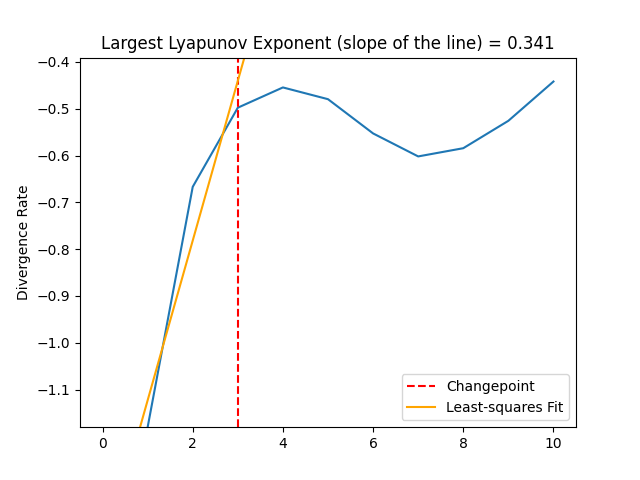 Largest Lyapunov Exponent (slope of the line) = 0.341
−0.4
−0.5
−0.6
−0.7
−0.8
−0.9
−1.0
−1.1
Divergence Rate
Changepoint
Least-squares Fit
0 2 4 6 8 10